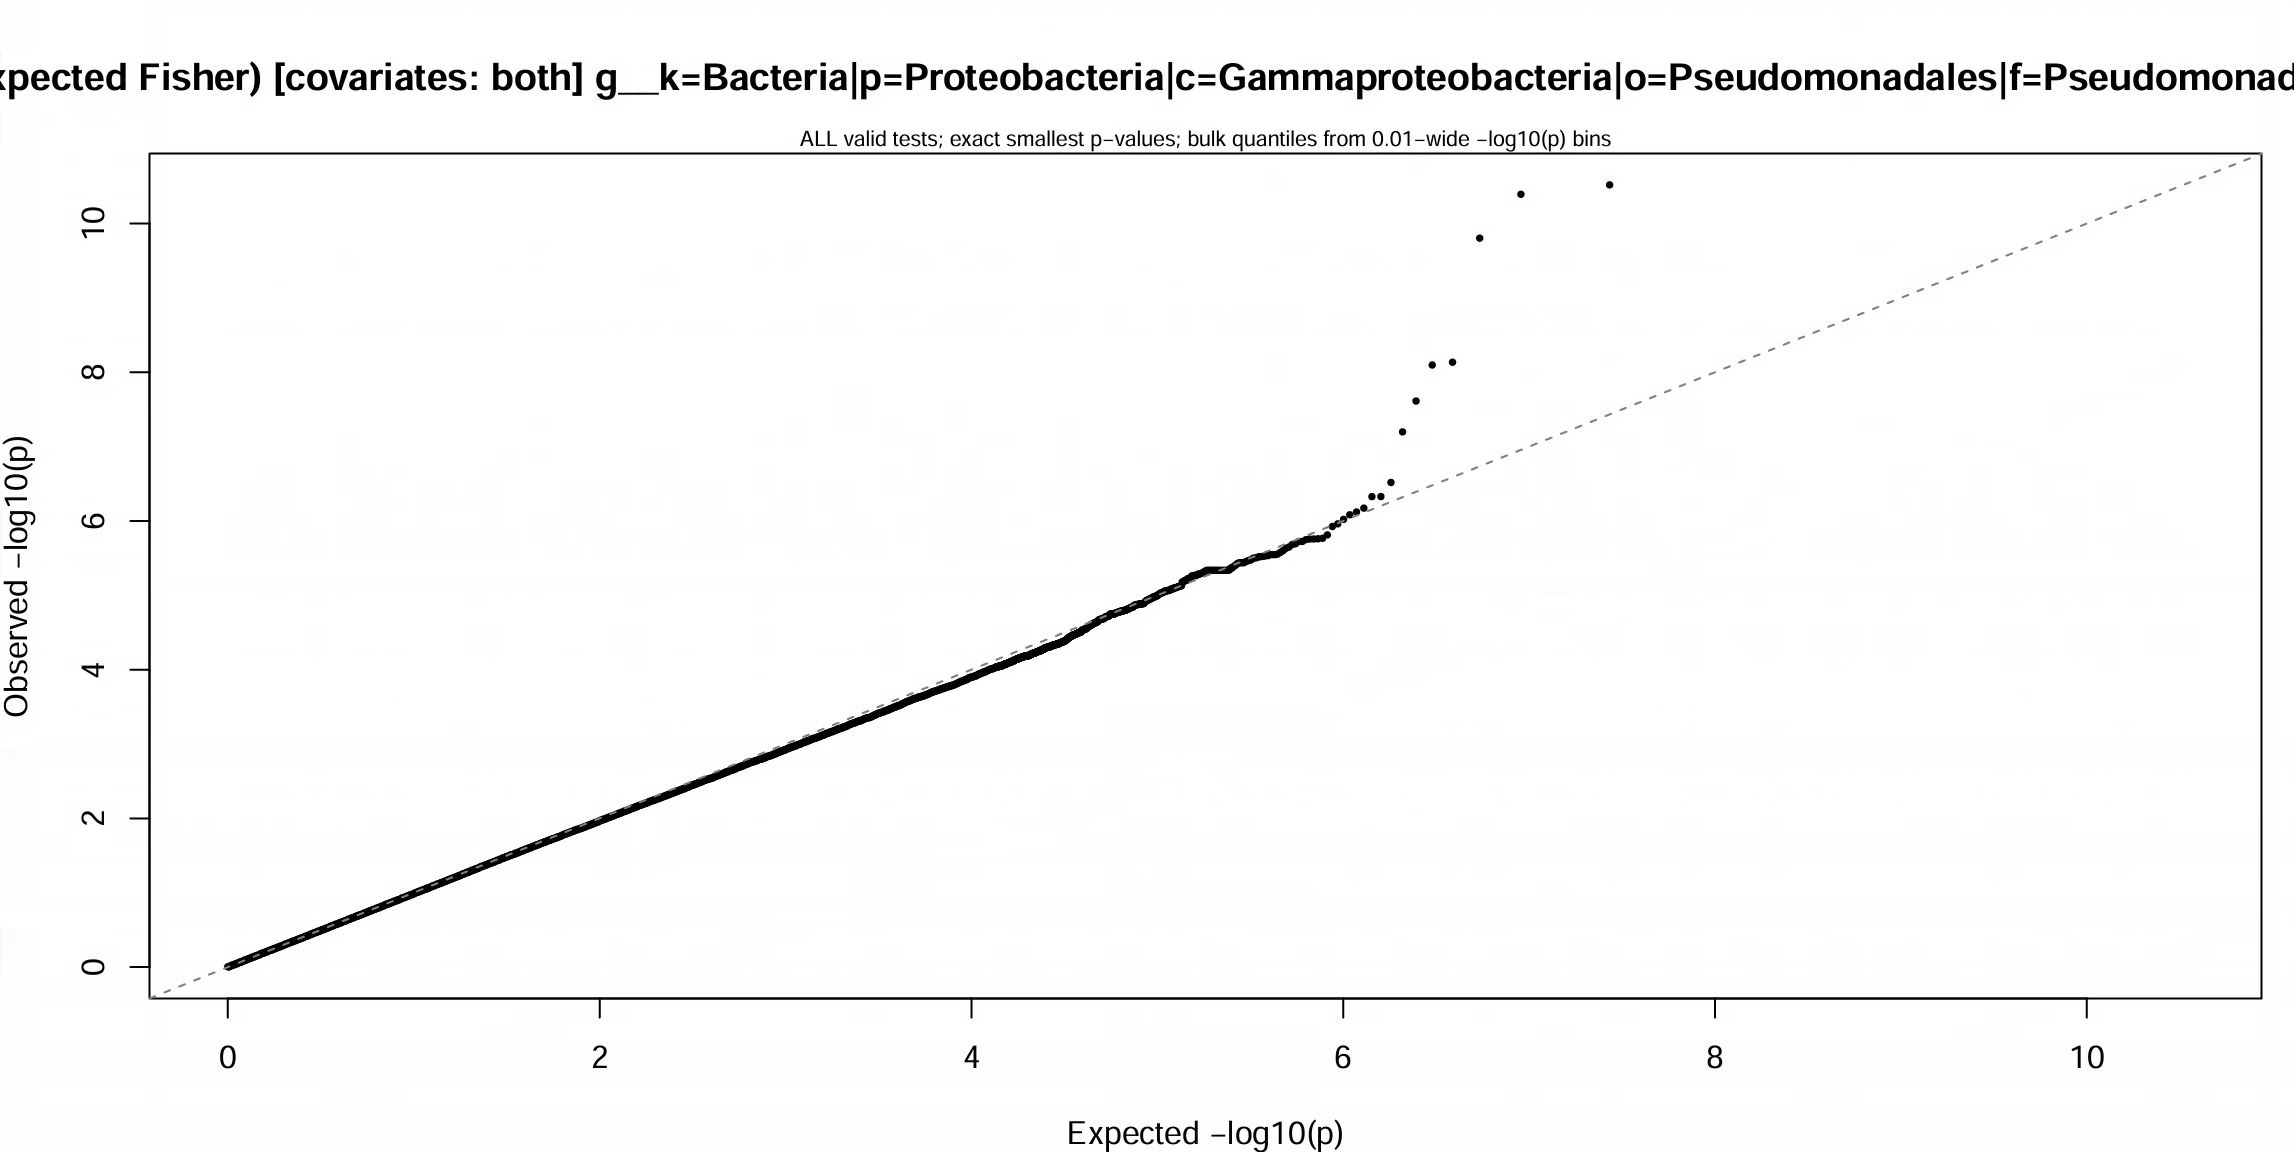 xpected Fisher) [covariates: both] g__k=Bacteria|p=Proteobacteria|c=Gammaproteobacteria|o=Pseudomonadales|f=Pseudomonad
ALL valid tests; exact smallest p−values; bulk quantiles from 0.01−wide −log10(p) bins
Observed −log10(p)
10
8
6
4
2
0
0 2 4 6 8 10
Expected −log10(p)